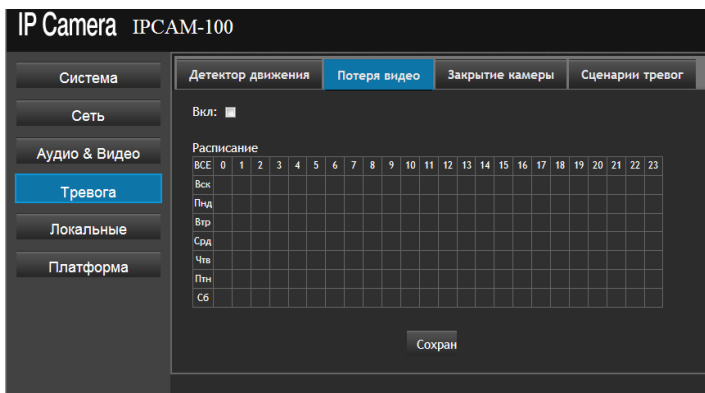 IP Camera IPCAM-100
Система
Сеть
Аудио & Видео
Тревога
Локальные
Платформа
Детектор движения Потеря видео Закрытие камеры Сценарии тревог
Вкл:
Расписание
ВСЕ 0 1 2 3 4 5 6 7 8 9 10 11 12 13 14 15 16 17 18 19 20 21 22 23
Вск
Пнд
Втр
Срд
Чтв
Птн
Сб
Сохран